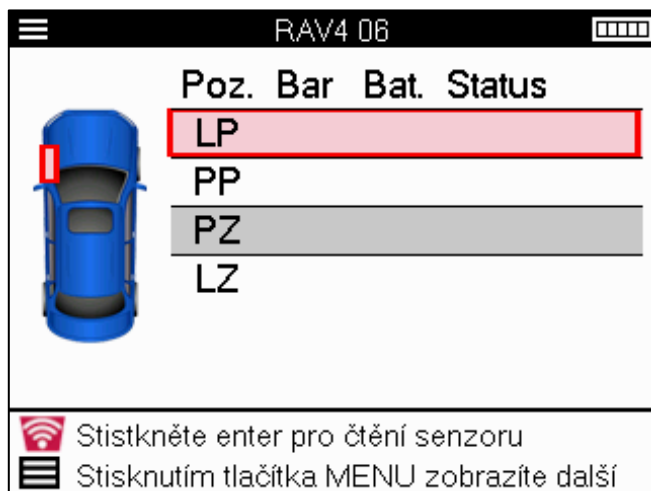 RAV4 06
Poz. Bar Bat. Status
LP
PP
PZ
LZ
Stistkněte enter pro čtění senzoru
Stisknutím tlačítka MENU zobrazíte další